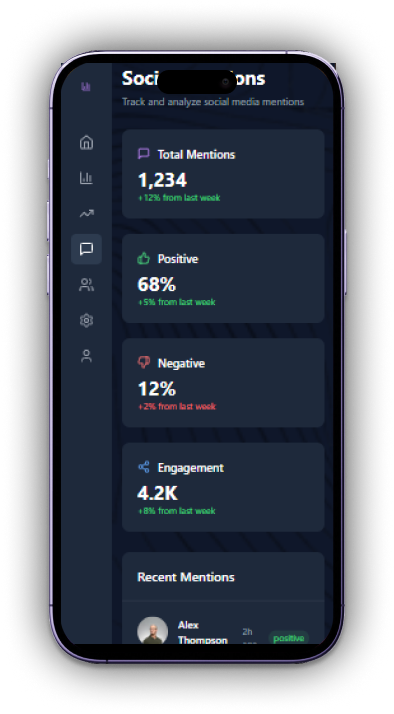 Soci ons
Track and analyze social media mentions
Total Mentions
1,234
+12% from last week
Positive
68%
+5% from last week
Negative
12%
+2% from last week
Engagement
4.2K
+8% from last week
Recent Mentions
Alex
Thompson
2h
positive